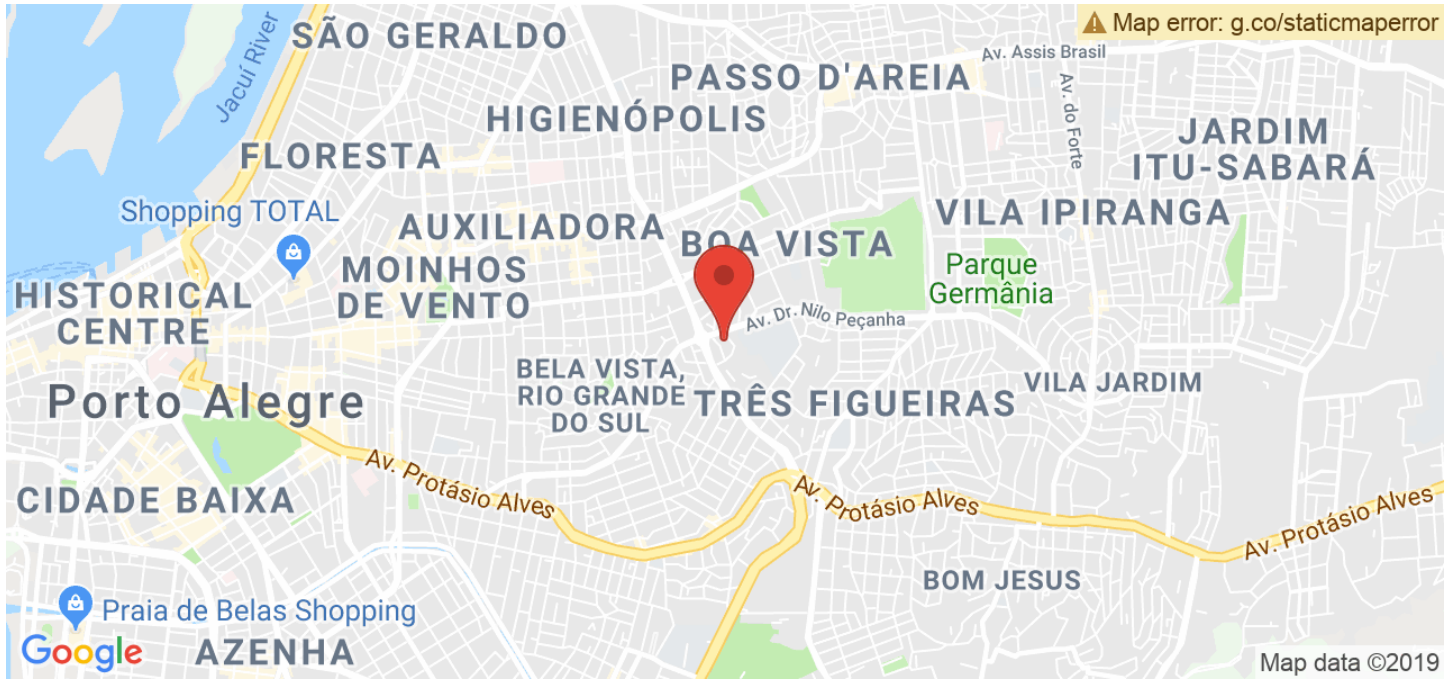 Map error: g.co/staticmaperror
SÃO GERALDO
Av. Assis Brasil
PASSO D'AREIA
Jacuí River
Av. do Forte
HIGIENÓPOLIS
JARDIM
ITU-SABARÁ
FLORESTA
Shopping TOTAL
AUXILIADORA
VILA IPIRANGA
BOA VISTA
MOINHOS
DE VENTO
Parque
Germânia
HISTORICAL
CENTRE
Av. Dr. Nilo Peçanha
BELA VISTA,
RIO GRANDE
DO SUL
VILA JARDIM
Porto Alegre
TRÊS FIGUEIRAS
Av. Protásio Alves
CIDADE BAIXA
Av. Protásio Alves
Av. Protásio Alves
BOM JESUS
Praia de Belas Shopping
Google
AZENHA
Map data ©2019